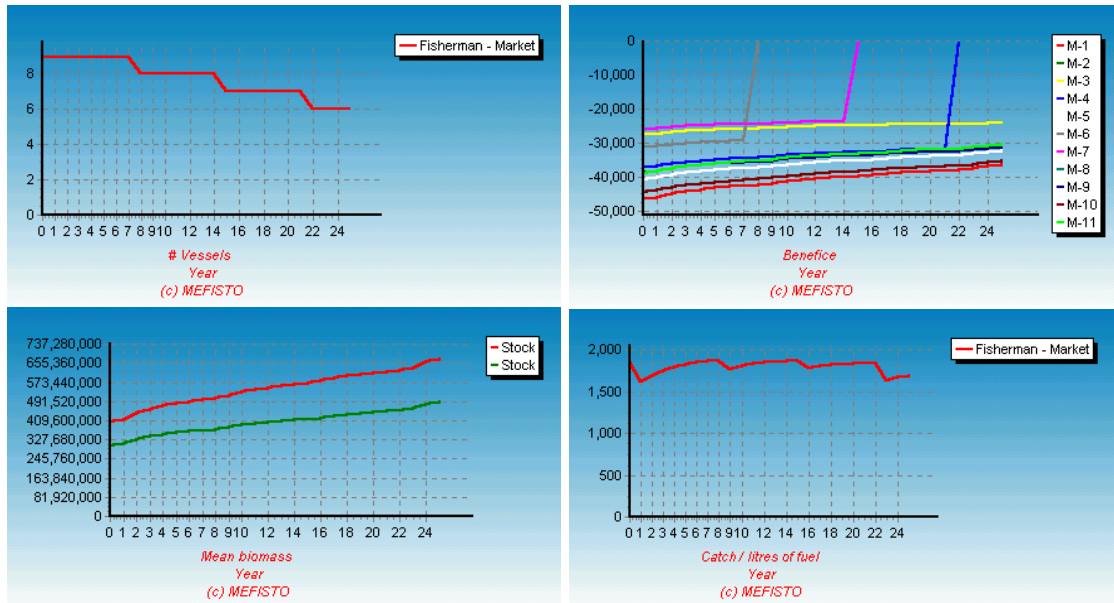 Fisherman - Market
8
6
4
2
0
0 1 2 3 4 5 6 7 8 9 10 12 14 16 18 20 22 24
# Vessels
Year
(c) MEFISTO
0
-10,000
-20,000
-30,000
-40,000
-50,000
0 1 2 3 4 5 6 7 8 9 10 12 14 16 18 20 22 24
Benefice
Year
(c) MEFISTO
M-1
M-2
M-3
M-4
M-5
M-6
M-7
M-8
M-9
M-10
M-11
737,280,000
655,360,000
573,440,000
491,520,000
409,600,000
327,680,000
245,760,000
163,840,000
81,920,000
0
0 1 2 3 4 5 6 7 8 9 10 12 14 16 18 20 22 24
Mean biomass
Year
(c) MEFISTO
Stock
Stock
2,000
1,500
1,000
500
0
0 1 2 3 4 5 6 7 8 9 10 12 14 16 18 20 22 24
Catch / litres of fuel
Year
(c) MEFISTO
Fisherman - Market